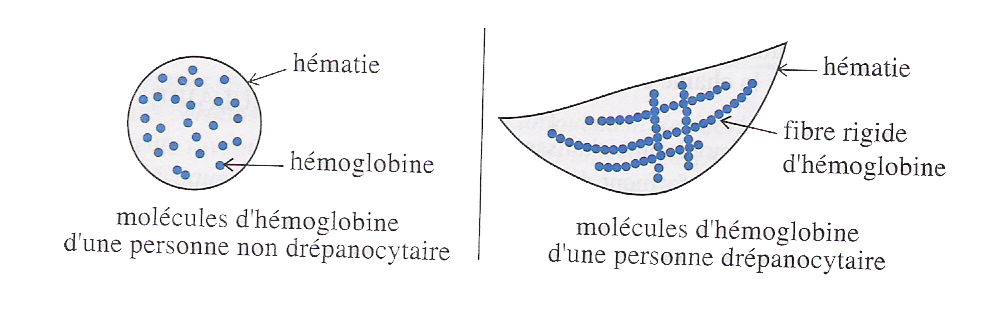 hématie
hémoglobine
molécules d'hémoglobine
d'une personne non drépanocytaire
hématie
fibre rigide
d'hémoglobine
molécules d'hémoglobine
d'une personne drépanocytaire